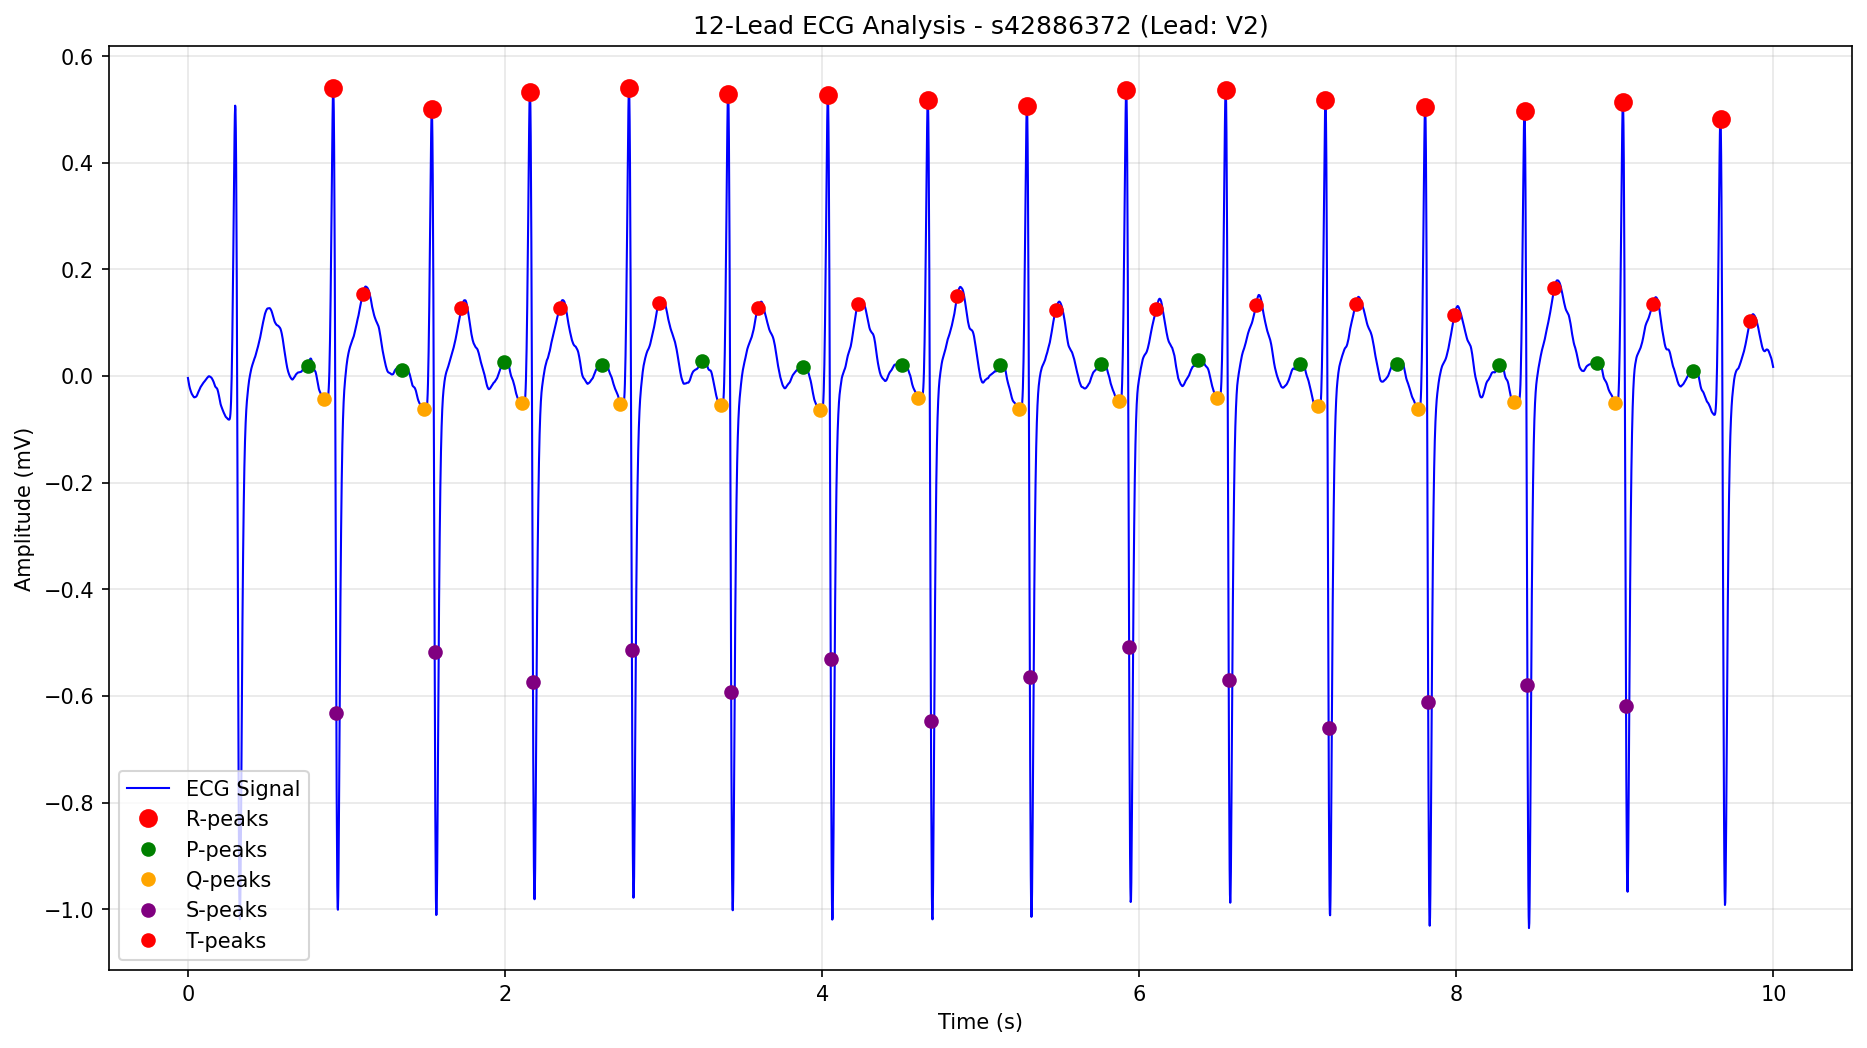 12-Lead ECG Analysis - s42886372 (Lead: V2)
0.6
0.4
0.2
0.0
−0.2
−0.4
−0.6
−0.8
−1.0
Amplitude (mV)
ECG Signal
R-peaks
P-peaks
Q-peaks
S-peaks
T-peaks
0 2 4 6 8 10
Time (s)